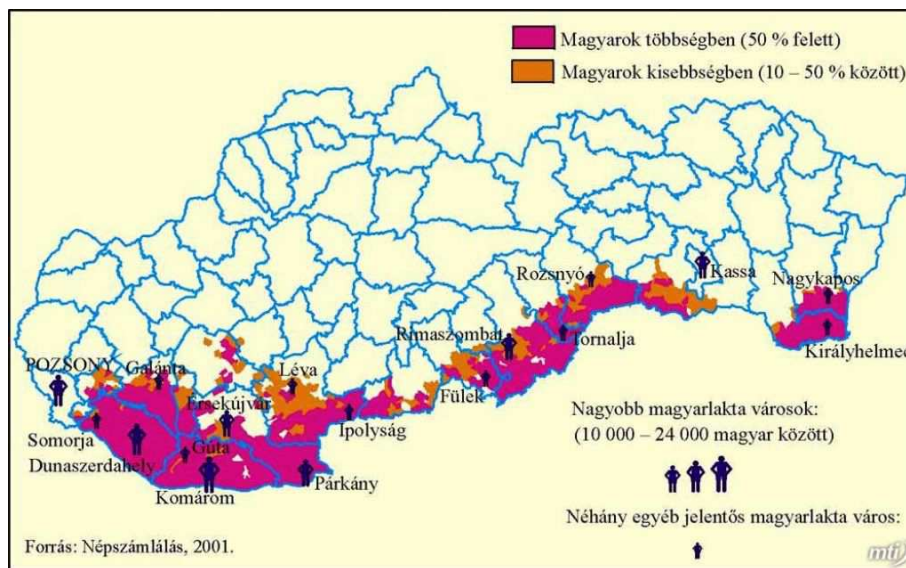 Magyarok többségben (50 % felett)
Magyarok kisebbségben (10 – 50 % között)
Rozsnyó
Kassa
Nagykapos
Rimaszombat
Tornalja
Királyhelmec
POZSONY
Galánta
Léva
Fülek
Érsekújvár
Ipolyság
Somorja
Gúta
Dunaszerdahely
Párkány
Komárom
Nagyobb magyarlakta városok:
(10 000 – 24 000 magyar között)
Néhány egyéb jelentős magyarlakta város:
Forrás: Népszámlálás, 2001.
mti